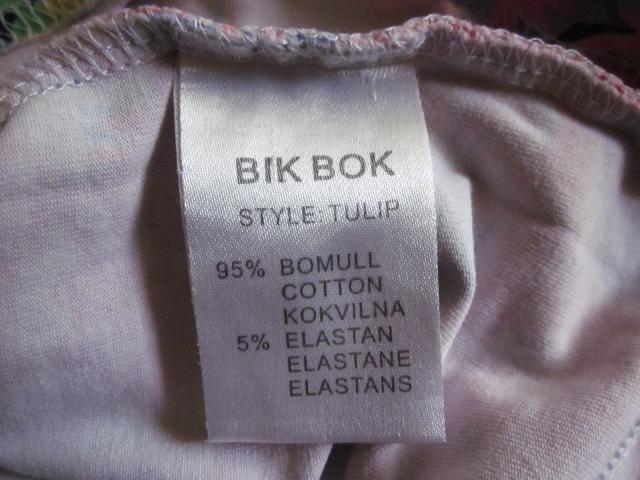 BIK BOK
STYLE: TULIP
95% BOMULL
COTTON
KOKVILNA
5% ELASTAN
ELASTANE
ELASTANS